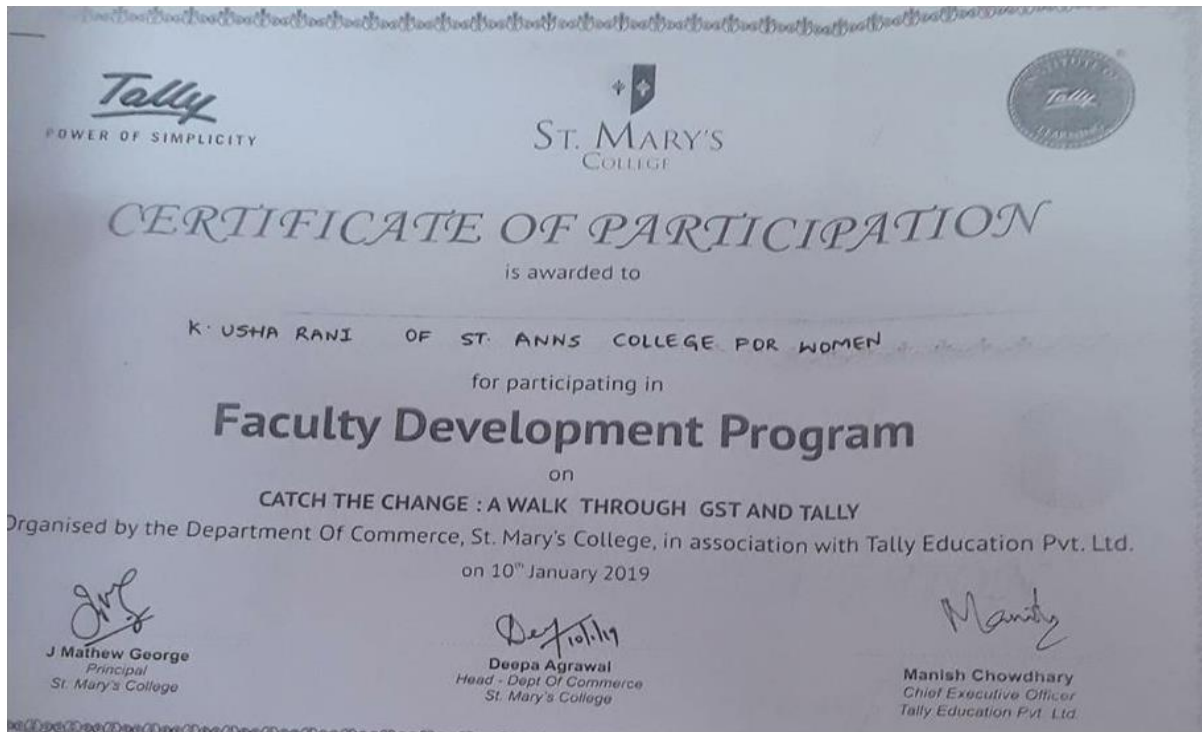 Tally
POWER OF SIMPLICITY
ST. MARY'S
COLLEGE
INSTITUTE OF
Tally
LEARNING
CERTIFICATE OF PARTICIPATION
is awarded to
K. USHA RANI OF ST. ANNS COLLEGE FOR WOMEN
for participating in
Faculty Development Program
on
CATCH THE CHANGE : A WALK THROUGH GST AND TALLY
Organised by the Department Of Commerce, St. Mary's College, in association with Tally Education Pvt. Ltd.
on 10th January 2019
10/1/19
J Mathew George
Principal
St. Mary's College
Deepa Agrawal
Head - Dept Of Commerce
St. Mary's College
Manish Chowdhary
Chief Executive Officer
Tally Education Pvt. Ltd.